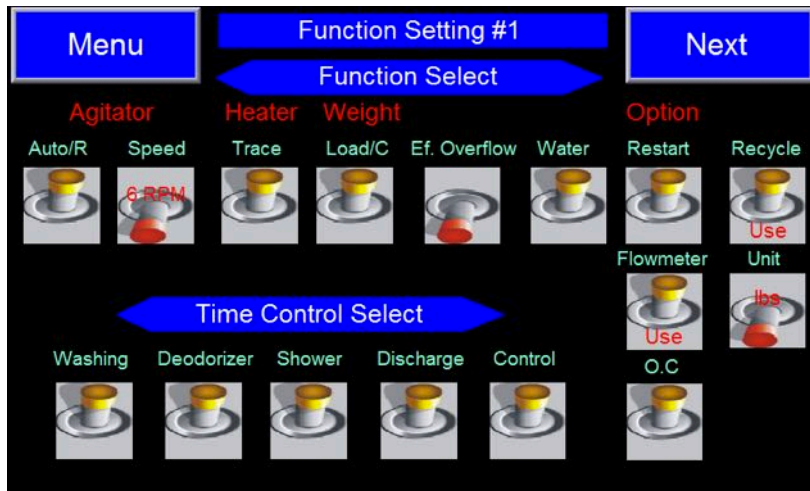 Menu
Function Setting #1
Next
Function Select
Agitator Heater Weight Option
Auto/R Speed Trace Load/C Ef. Overflow Water Restart Recycle
6 RPM
Use
Flowmeter Unit
lbs
Use
Time Control Select
Washing Deodorizer Shower Discharge Control O.C